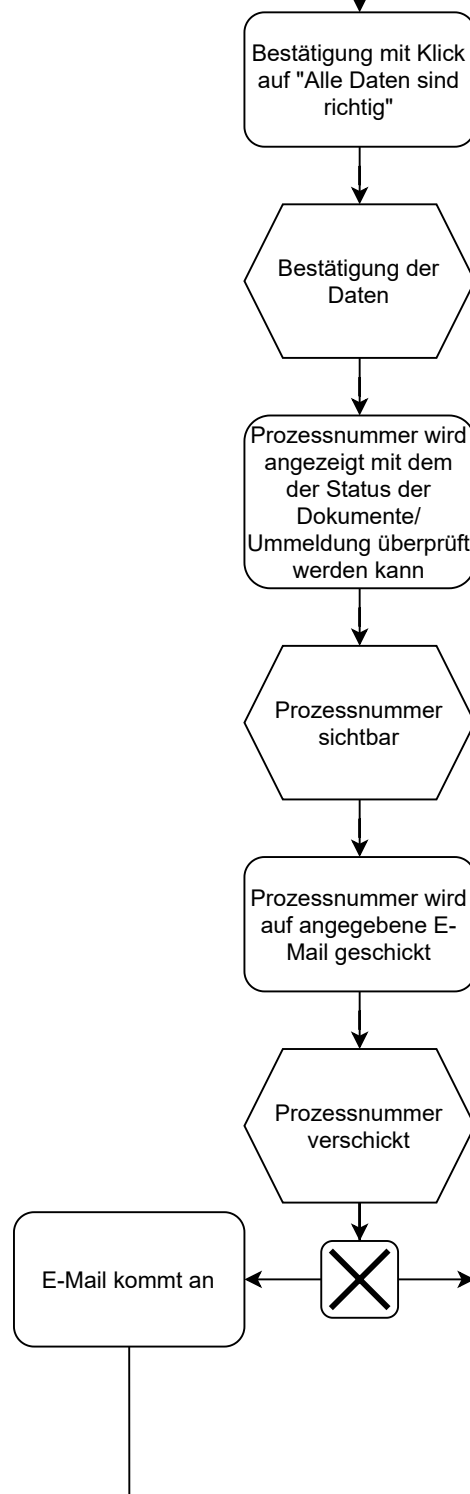 Bestätigung mit Klick
auf "Alle Daten sind
richtig"
Bestätigung der
Daten
Prozessnummer wird
angezeigt mit dem
der Status der
Dokumente/
Ummeldung überprüft
werden kann
Prozessnummer
sichtbar
Prozessnummer wird
auf angegebene E-
Mail geschickt
Prozessnummer
verschickt
E-Mail kommt an